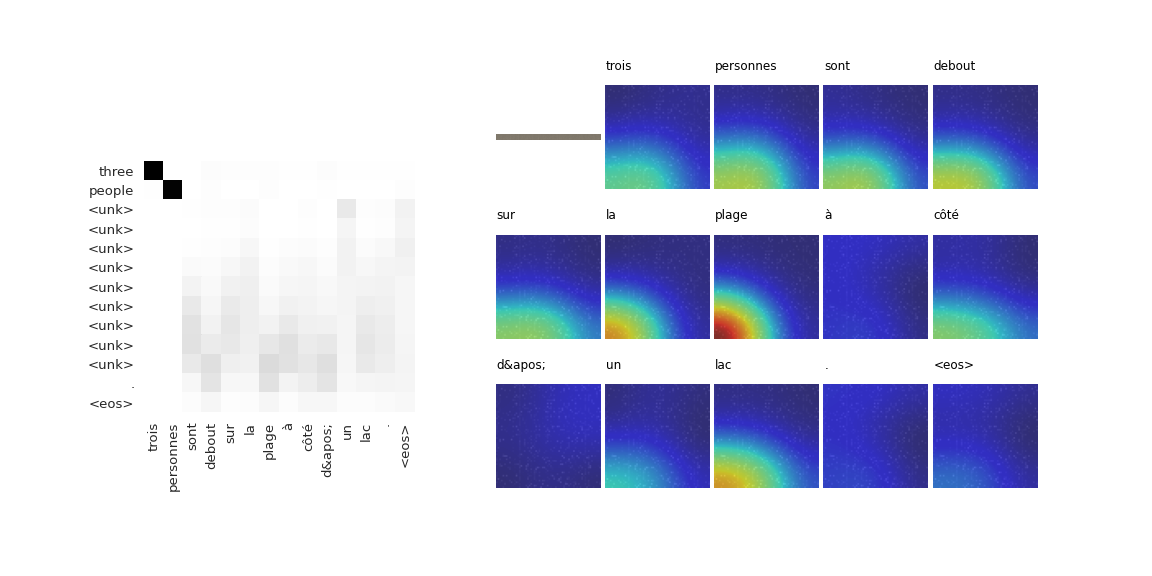 three
people
<unk>
<unk>
<unk>
<unk>
<unk>
<unk>
<unk>
<unk>
<unk>
.
<eos>
trois
personnes
sont
debout
sur
la
plage
à
côté
d&apos;
un
lac
.
<eos>
trois personnes sont debout
sur la plage à côté
d&apos; un lac . <eos>